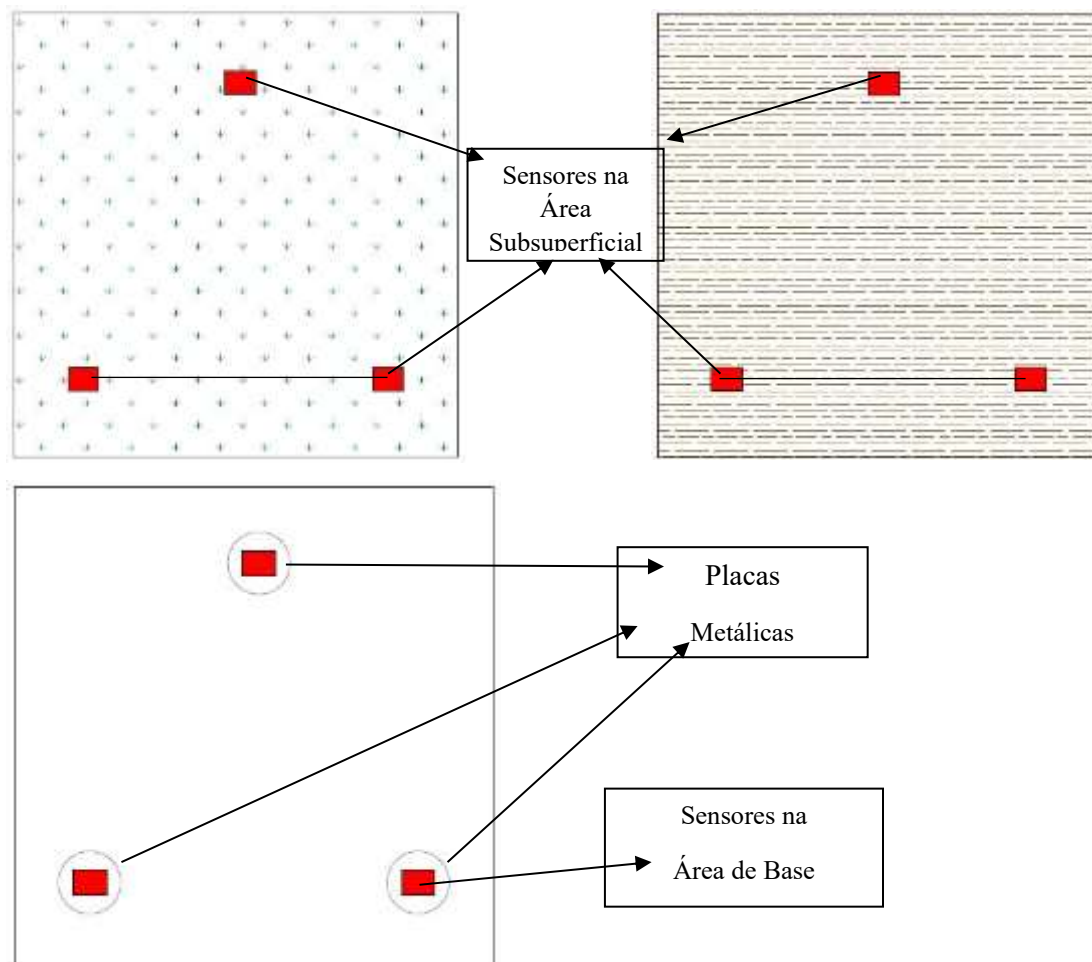 Sensores na
Área
Subsuperficial
Placas
Metálicas
Sensores na
Área de Base